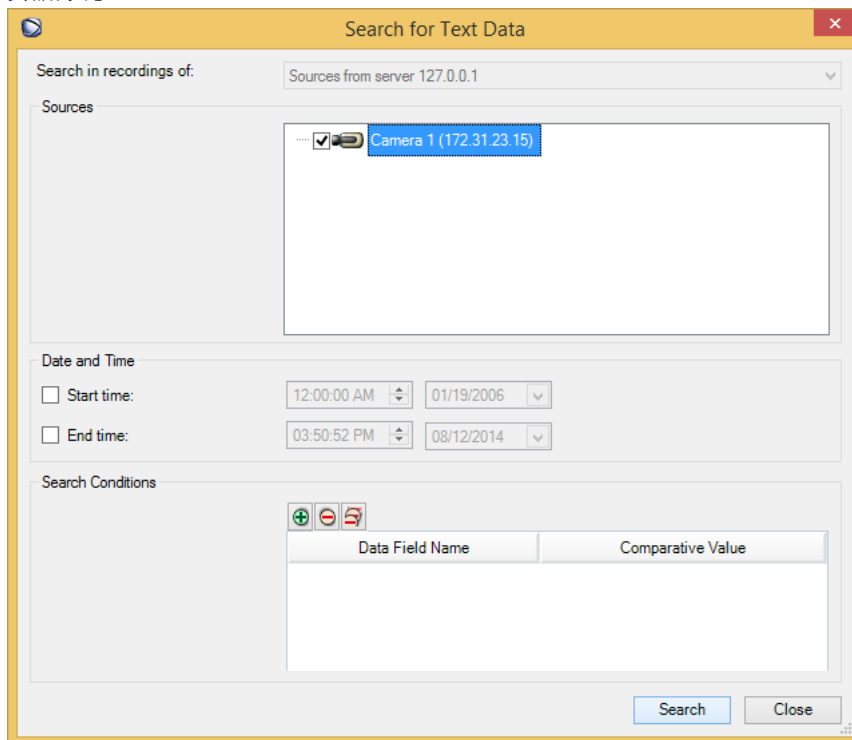 Search for Text Data
Search in recordings of:
Sources from server 127.0.0.1
Sources
Camera 1 (172.31.23.15)
Date and Time
Start time:
12:00:00 AM
01/19/2006
End time:
03:50:52 PM
08/12/2014
Search Conditions
Data Field Name
Comparative Value
Search
Close